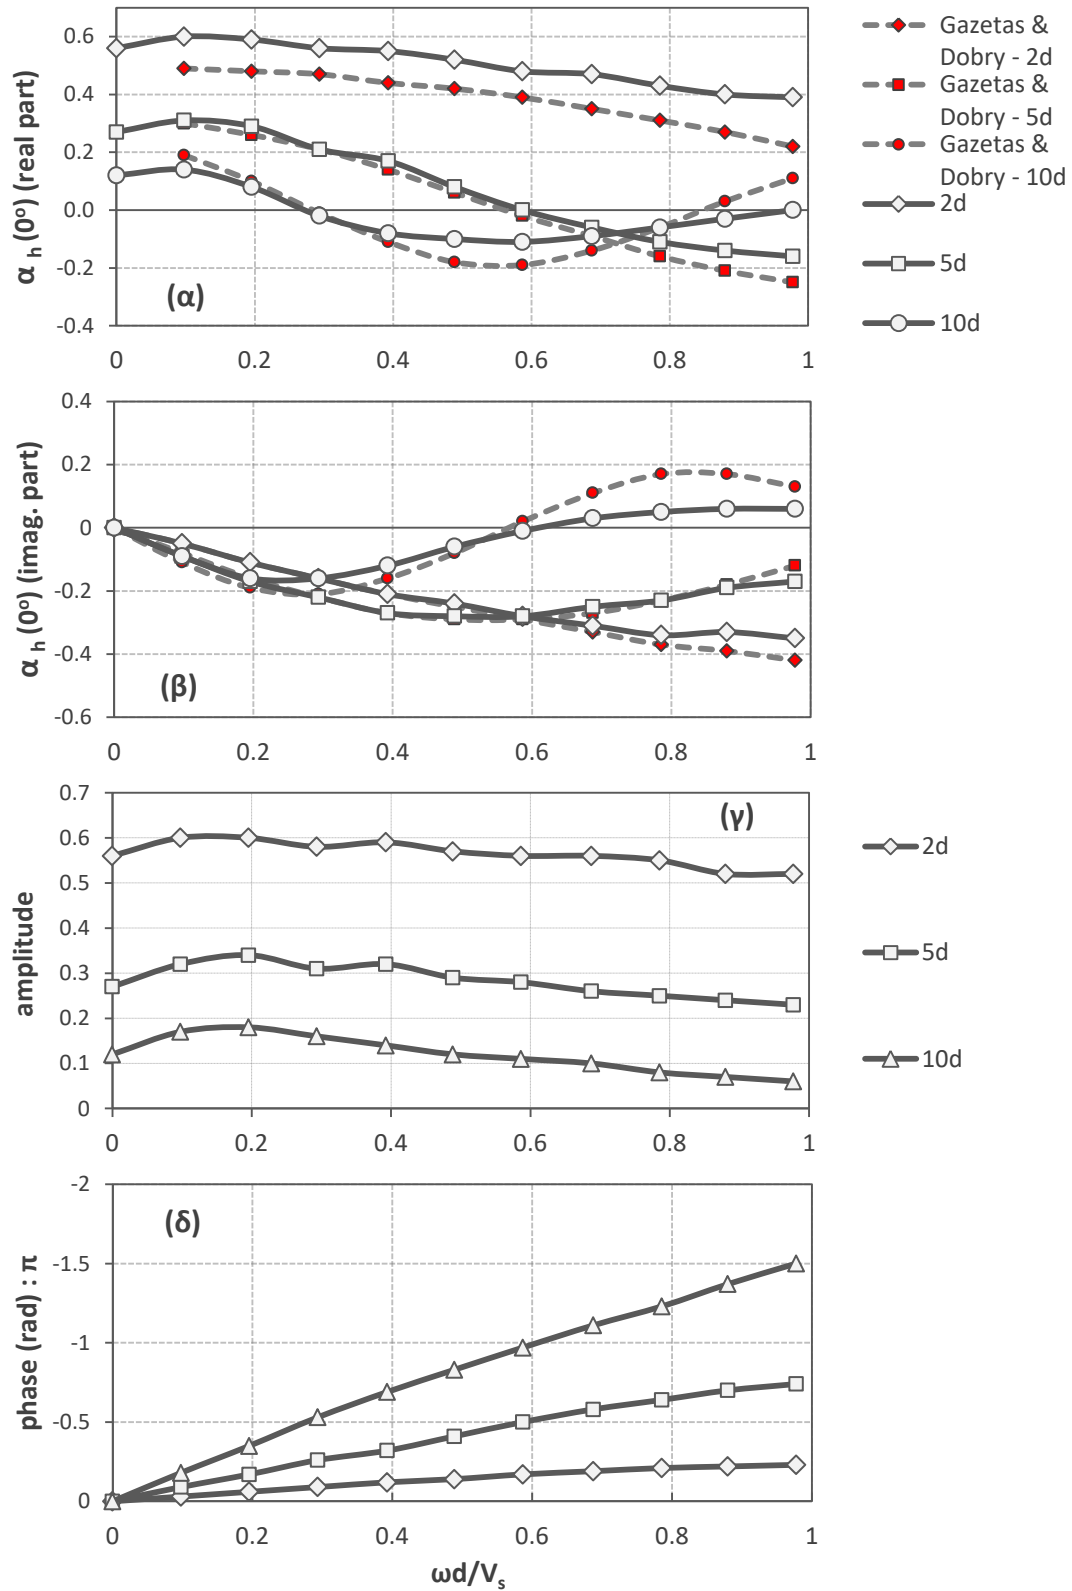 0.6
0.4
0.2
0.0
-0.2
-0.4
α h (0º) (real part)
(α)
0
0.2
0.4
0.6
0.8
1
Gazetas &
Dobry - 2d
Gazetas &
Dobry - 5d
Gazetas &
Dobry - 10d
2d
5d
10d
0.4
0.2
0
-0.2
-0.4
-0.6
α h (0º) (imag. part)
(β)
0
0.2
0.4
0.6
0.8
1
0.7
0.6
0.5
0.4
0.3
0.2
0.1
0
amplitude
(γ)
0
0.2
0.4
0.6
0.8
1
2d
5d
10d
-2
-1.5
-1
-0.5
0
phase (rad) : π
(δ)
0
0.2
0.4
0.6
0.8
1
ωd/Vs